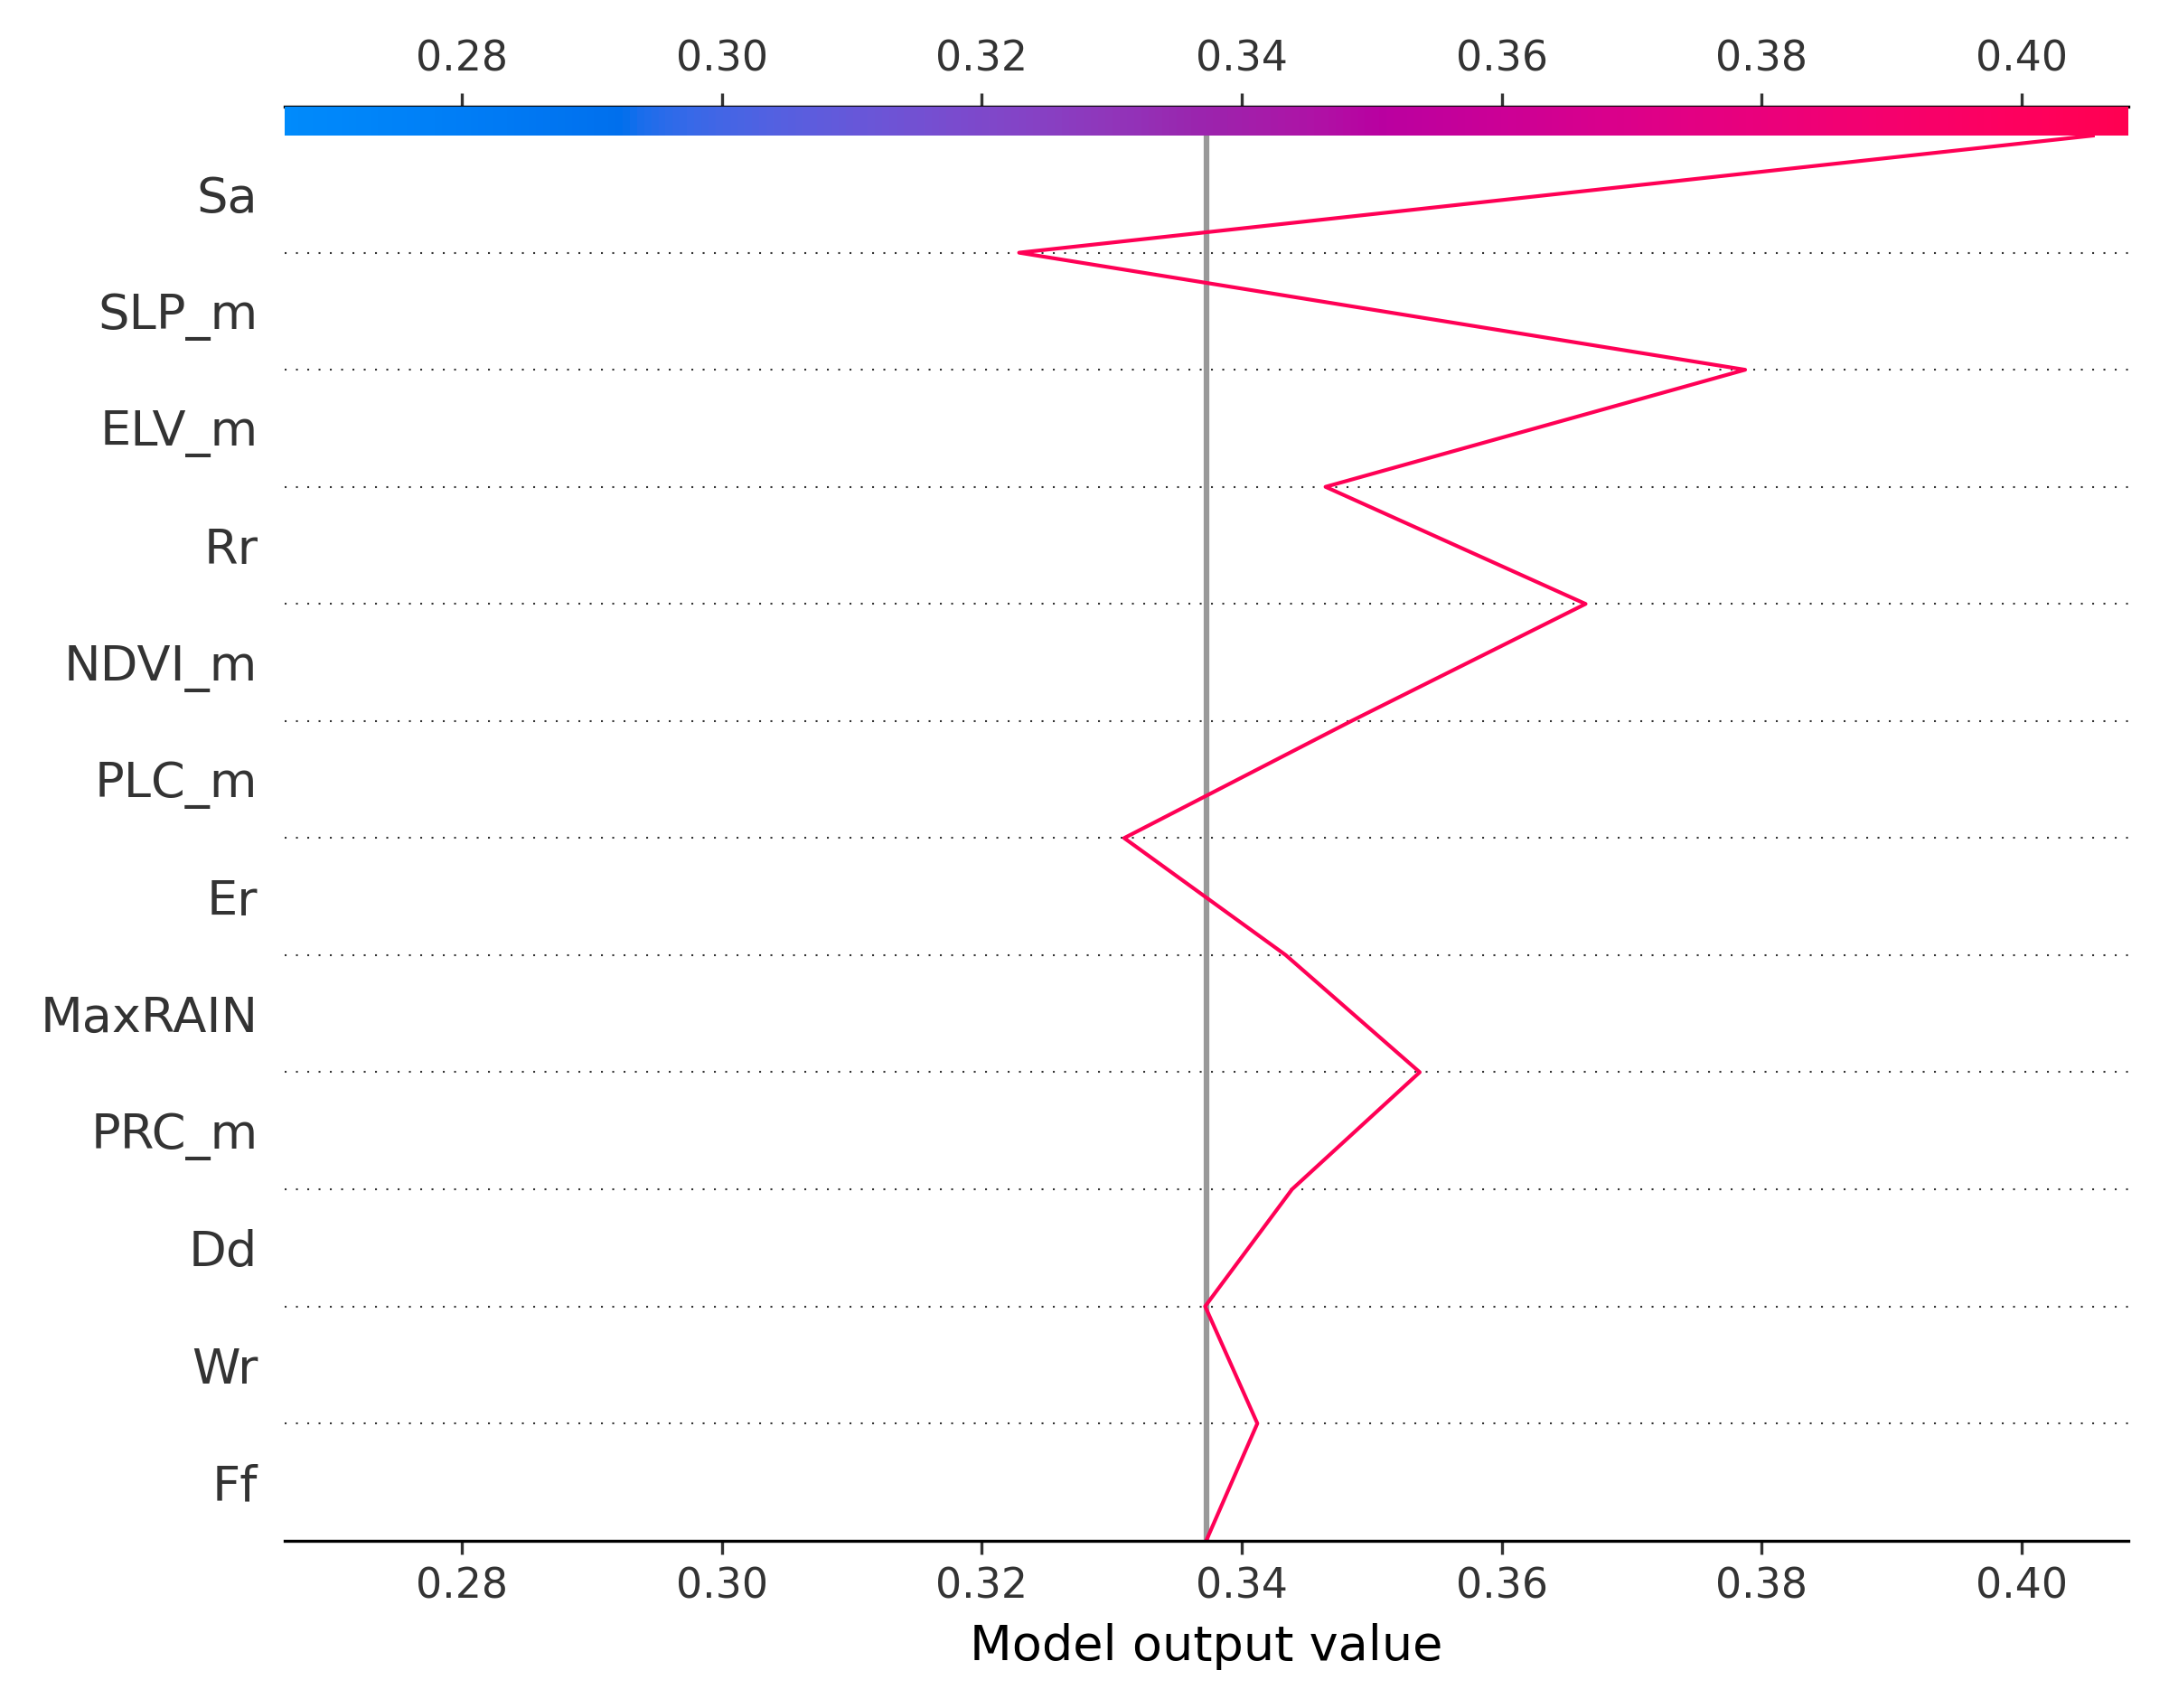 0.28 0.30 0.32 0.34 0.36 0.38 0.40
Sa
SLP_m
ELV_m
Rr
NDVI_m
PLC_m
Er
MaxRAIN
PRC_m
Dd
Wr
Ff
0.28 0.30 0.32 0.34 0.36 0.38 0.40
Model output value